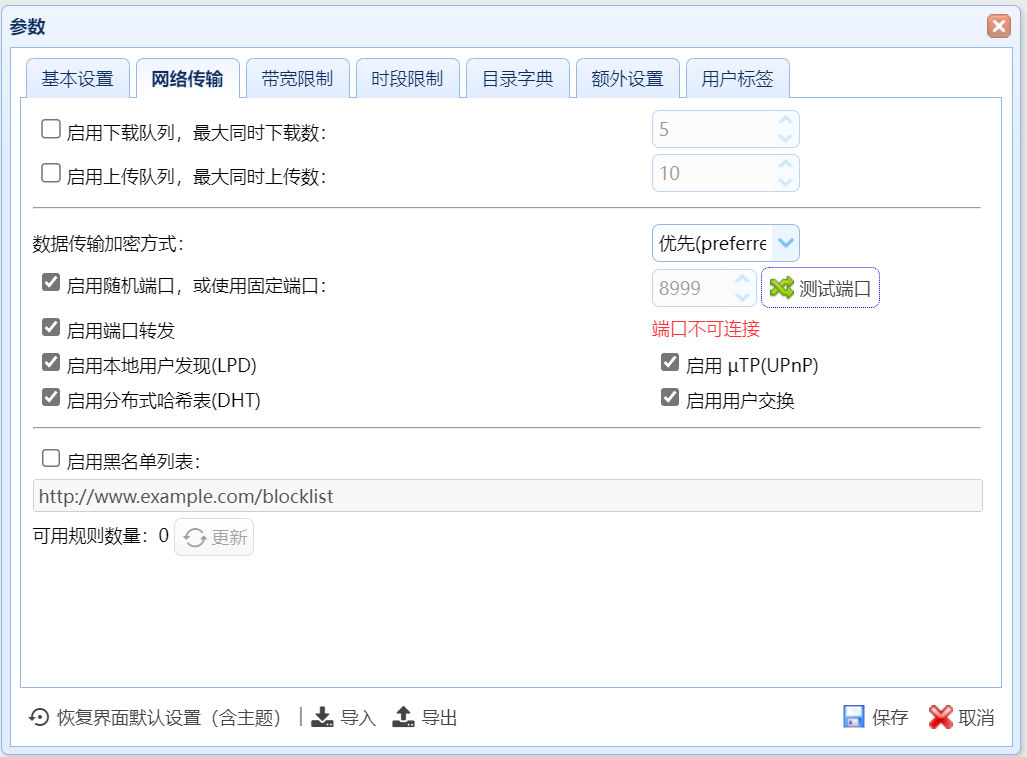 参数
基本设置 网络传输 带宽限制 时段限制 目录字典 额外设置 用户标签
启用下载队列，最大同时下载数： 5
启用上传队列，最大同时上传数： 10
数据传输加密方式： 优先(preferre
启用随机端口，或使用固定端口： 8999 测试端口
启用端口转发 端口不可连接
启用本地用户发现(LPD) 启用 μTP(UPnP)
启用分布式哈希表(DHT) 启用用户交换
启用黑名单列表：
http://www.example.com/blocklist
可用规则数量：0 更新
恢复界面默认设置（含主题） | 导入 导出 保存 取消